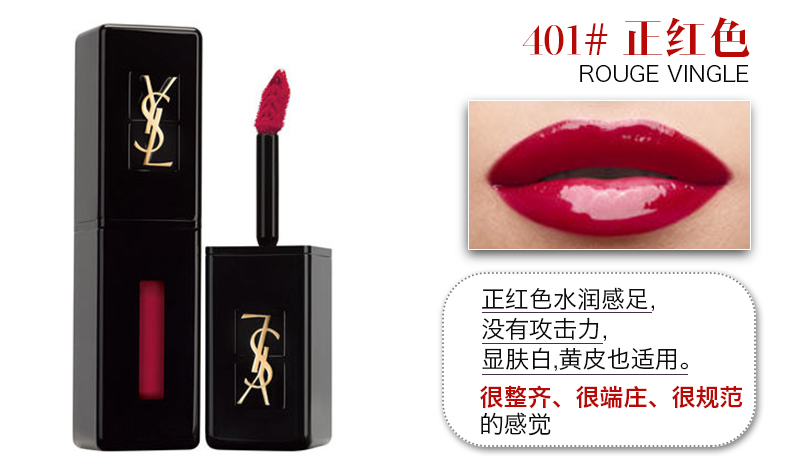 401# 正红色
ROUGE VINGLE
YSL
YSL
正红色水润感足,
没有攻击力,
显肤白,黄皮也适用。
很整齐、很端庄、很规范
的感觉